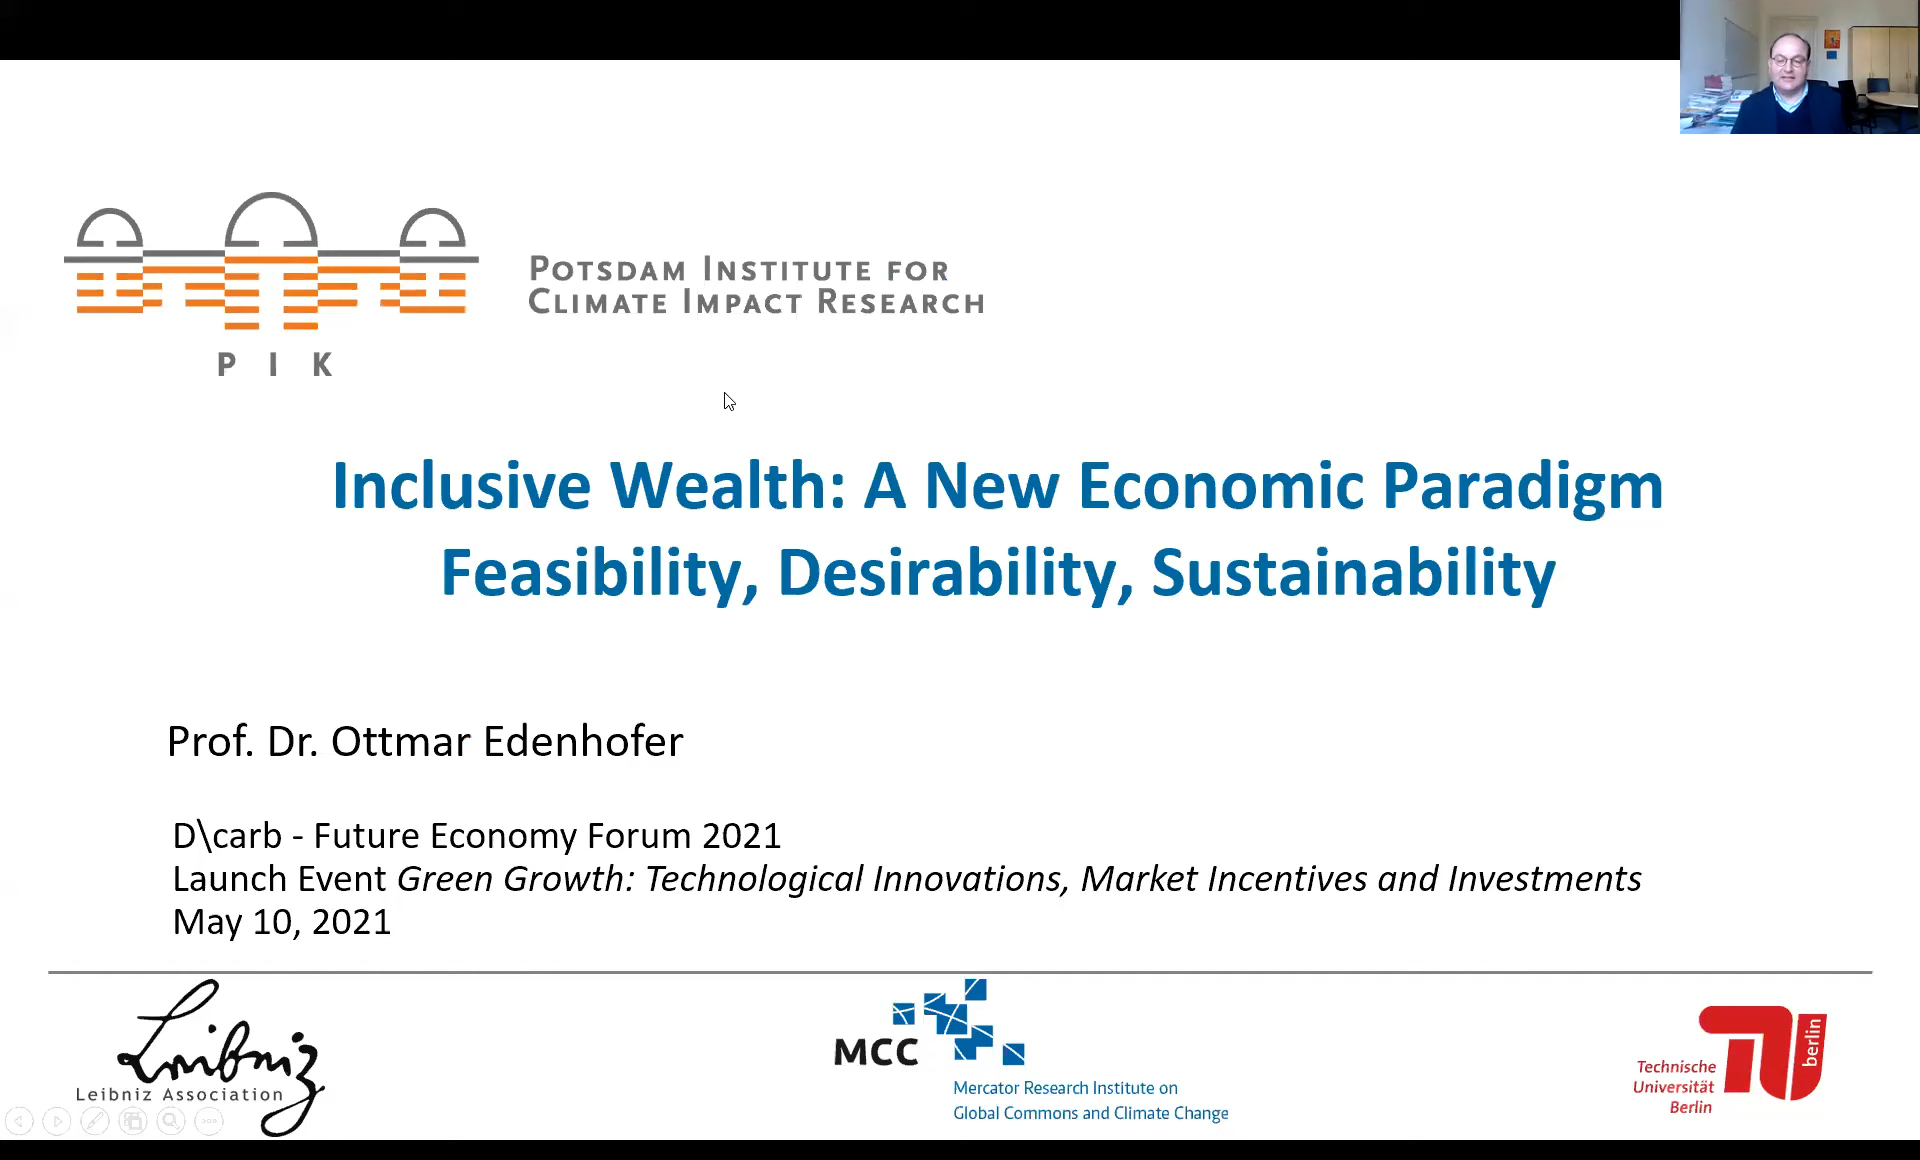 POTSDAM INSTITUTE FOR
CLIMATE IMPACT RESEARCH
P I K
Inclusive Wealth: A New Economic Paradigm
Feasibility, Desirability, Sustainability
Prof. Dr. Ottmar Edenhofer
D\carb - Future Economy Forum 2021
Launch Event Green Growth: Technological Innovations, Market Incentives and Investments
May 10, 2021
Leibniz
Leibniz Association
MCC
Mercator Research Institute on
Global Commons and Climate Change
Technische
Universität
Berlin
berlin